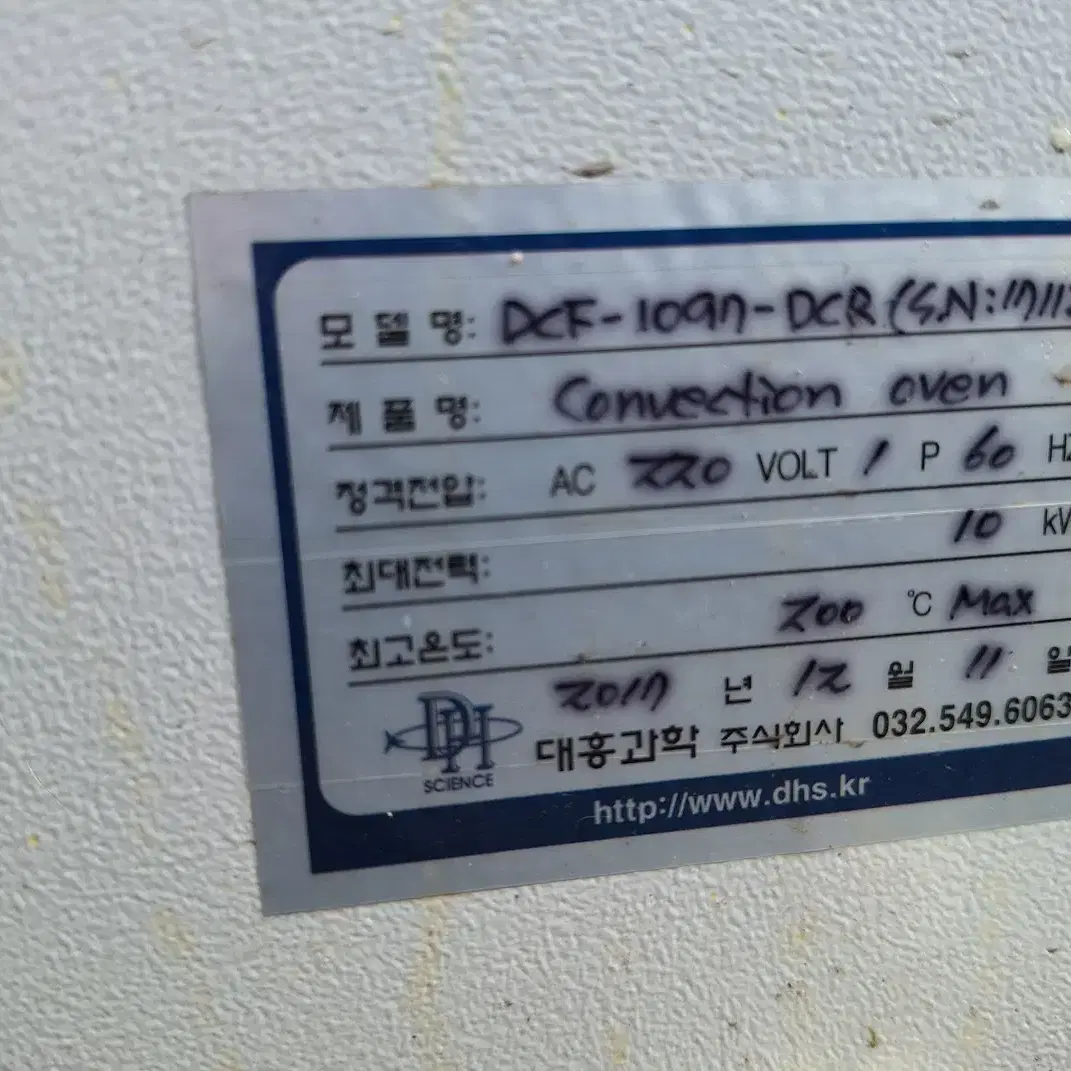 모 델 명: DCF-1097-DCR (S.N:1711
제 품 명: Convection oven
정격전압: AC 220 VOLT 1 P 60 HZ
최대전력: 10 kW
최고온도: 200 ℃ Max
2017 년 12 월 11 일
DH SCIENCE 대흥과학 주식회사 032.549.6063
http://www.dhs.kr